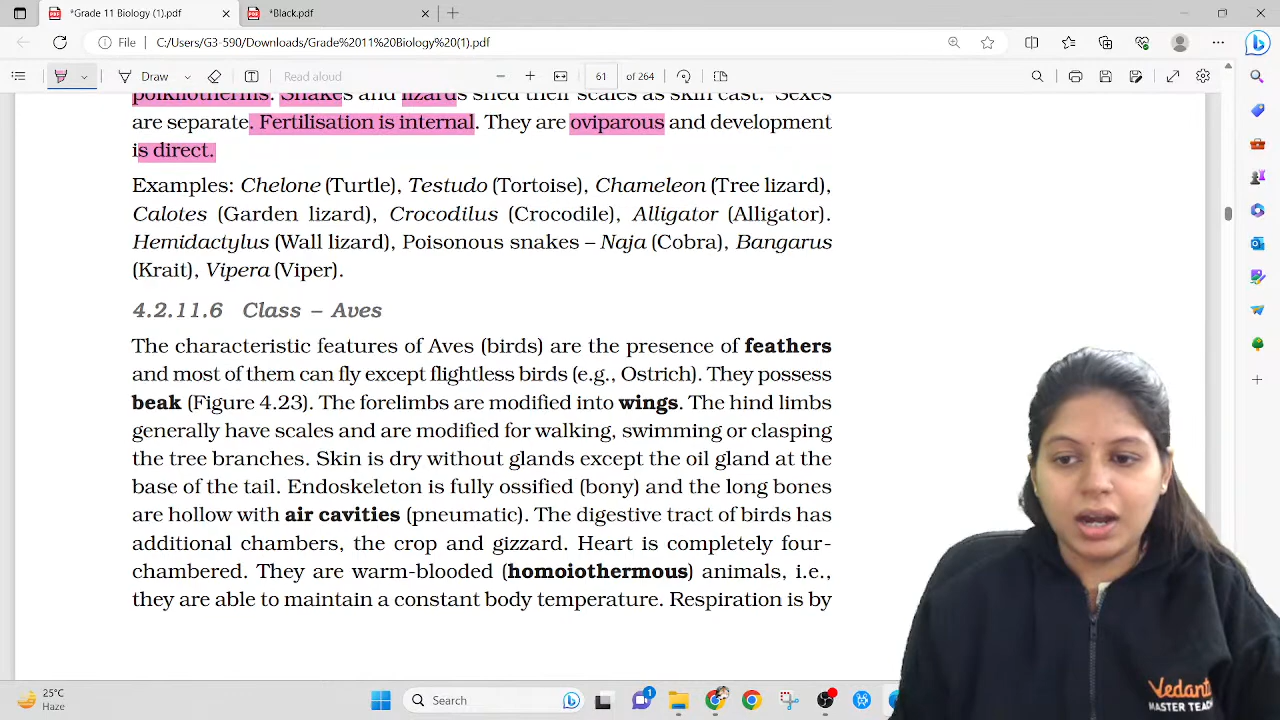 *Grade 11 Biology (1).pdf
*Black.pdf
File
C:/Users/G3-590/Downloads/Grade%2011%20Biology%20(1).pdf
Draw
Read aloud
61 of 264
poikilotherms. Snakes and lizards shed their scales as skin cast. Sexes
are separate. Fertilisation is internal. They are oviparous and development
is direct.
Examples: Chelone (Turtle), Testudo (Tortoise), Chameleon (Tree lizard),
Calotes (Garden lizard), Crocodilus (Crocodile), Alligator (Alligator).
Hemidactylus (Wall lizard), Poisonous snakes – Naja (Cobra), Bangarus
(Krait), Vipera (Viper).
4.2.11.6 Class – Aves
The characteristic features of Aves (birds) are the presence of feathers
and most of them can fly except flightless birds (e.g., Ostrich). They possess
beak (Figure 4.23). The forelimbs are modified into wings. The hind limbs
generally have scales and are modified for walking, swimming or clasping
the tree branches. Skin is dry without glands except the oil gland at the
base of the tail. Endoskeleton is fully ossified (bony) and the long bones
are hollow with air cavities (pneumatic). The digestive tract of birds has
additional chambers, the crop and gizzard. Heart is completely four-
chambered. They are warm-blooded (homoiothermous) animals, i.e.,
they are able to maintain a constant body temperature. Respiration is by
Vedant
MASTER TEAC
25°C
Haze
Search
1